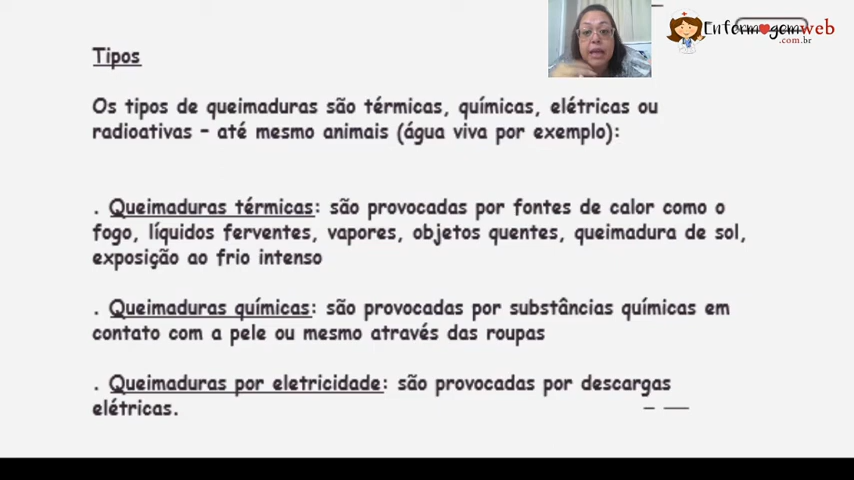 Enfermagemweb
.com.br
Tipos
Os tipos de queimaduras são térmicas, químicas, elétricas ou
radioativas – até mesmo animais (água viva por exemplo):
. Queimaduras térmicas: são provocadas por fontes de calor como o
fogo, líquidos ferventes, vapores, objetos quentes, queimadura de sol,
exposição ao frio intenso
. Queimaduras químicas: são provocadas por substâncias químicas em
contato com a pele ou mesmo através das roupas
. Queimaduras por eletricidade: são provocadas por descargas
elétricas.